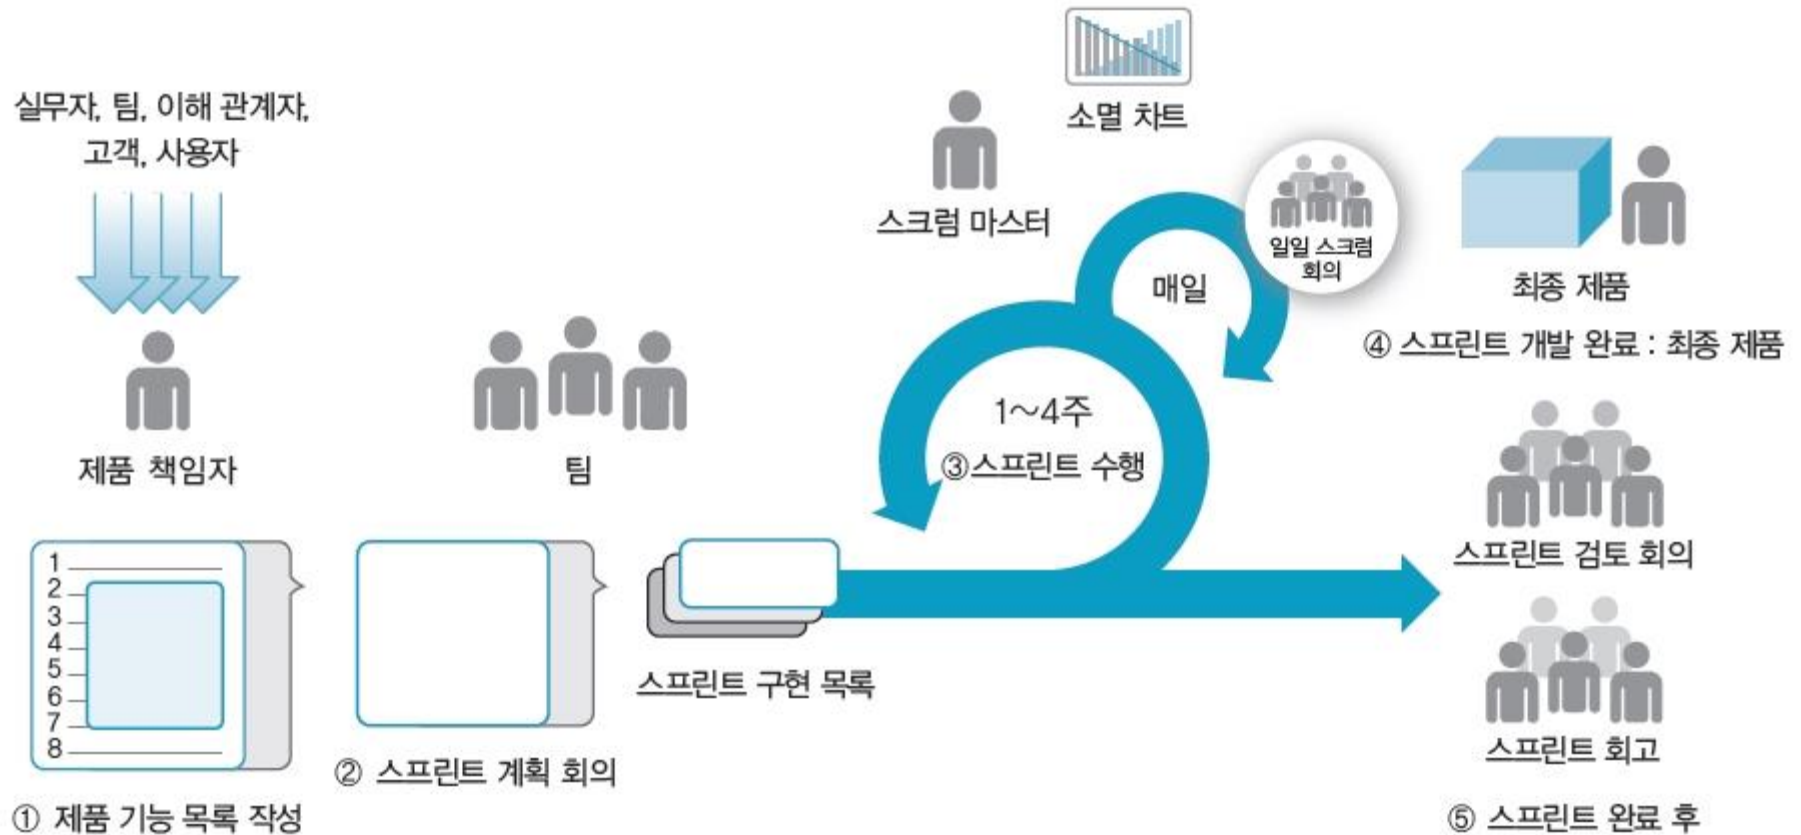 실무자, 팀, 이해 관계자,
고객, 사용자
제품 책임자
1
2
3
4
5
6
7
8
① 제품 기능 목록 작성
팀
② 스프린트 계획 회의
스프린트 구현 목록
스크럼 마스터
소멸 차트
매일
일일 스크럼
회의
1~4주
③스프린트 수행
최종 제품
④ 스프린트 개발 완료 : 최종 제품
스프린트 검토 회의
스프린트 회고
⑤ 스프린트 완료 후